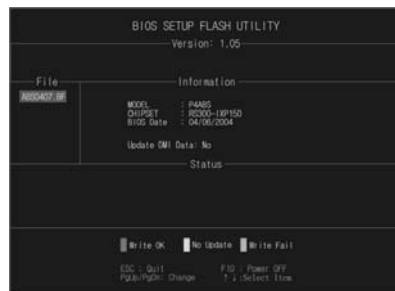 BIOS SETUP FLASH UTILITY
Version: 1.05
File
Information
ABS0407.BF
MODEL : P4ABS
CHIPSET : RS300-IXP150
BIOS Date : 04/06/2004
Update DMI Data: No
Status
Write OK No Update Write Fail
ESC : Quit F10 : Power OFF
PgUp/PgDn: Change ↑↓:Select Item